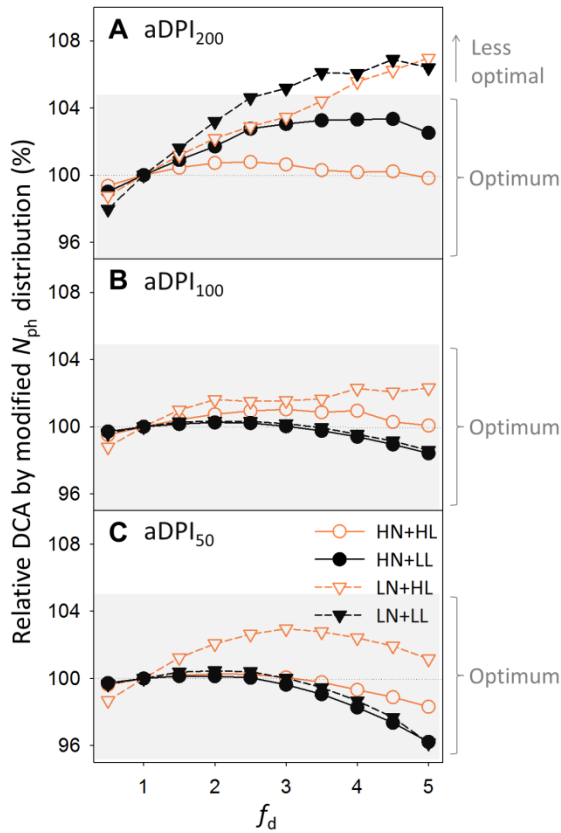 Relative DCA by modified Nph distribution (%)
A aDPI200
108
104
100
96
Less
optimal
Optimum
B aDPI100
108
104
100
96
Optimum
C aDPI50
108
104
100
96
HN+HL
HN+LL
LN+HL
LN+LL
Optimum
1 2 3 4 5
fd